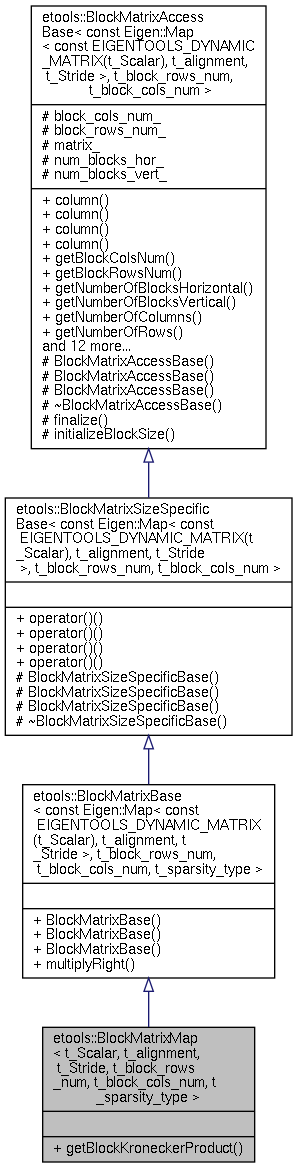 etools::BlockMatrixAccess
Base< const Eigen::Map
< const EIGENTOOLS_DYNAMIC
_MATRIX(t_Scalar), t_alignment,
t_Stride >, t_block_rows_num,
t_block_cols_num >
# block_cols_num_
# block_rows_num_
# matrix_
# num_blocks_hor_
# num_blocks_vert_
+ column()
+ column()
+ column()
+ column()
+ getBlockColsNum()
+ getBlockRowsNum()
+ getNumberOfBlocksHorizontal()
+ getNumberOfBlocksVertical()
+ getNumberOfColumns()
+ getNumberOfRows()
and 12 more...
# BlockMatrixAccessBase()
# BlockMatrixAccessBase()
# BlockMatrixAccessBase()
# ~BlockMatrixAccessBase()
# finalize()
# initializeBlockSize()
etools::BlockMatrixSizeSpecific
Base< const Eigen::Map< const
EIGENTOOLS_DYNAMIC_MATRIX(t
_Scalar), t_alignment, t_Stride
>, t_block_rows_num, t_block_cols_num >
+ operator()()
+ operator()()
+ operator()()
+ operator()()
# BlockMatrixSizeSpecificBase()
# BlockMatrixSizeSpecificBase()
# BlockMatrixSizeSpecificBase()
# ~BlockMatrixSizeSpecificBase()
etools::BlockMatrixBase
< const Eigen::Map< const
EIGENTOOLS_DYNAMIC_MATRIX
(t_Scalar), t_alignment, t
_Stride >, t_block_rows_num,
t_block_cols_num, t_sparsity_type >
+ BlockMatrixBase()
+ BlockMatrixBase()
+ BlockMatrixBase()
+ multiplyRight()
etools::BlockMatrixMap
< t_Scalar, t_alignment,
t_Stride, t_block_rows
_num, t_block_cols_num, t
_sparsity_type >
+ getBlockKroneckerProduct()